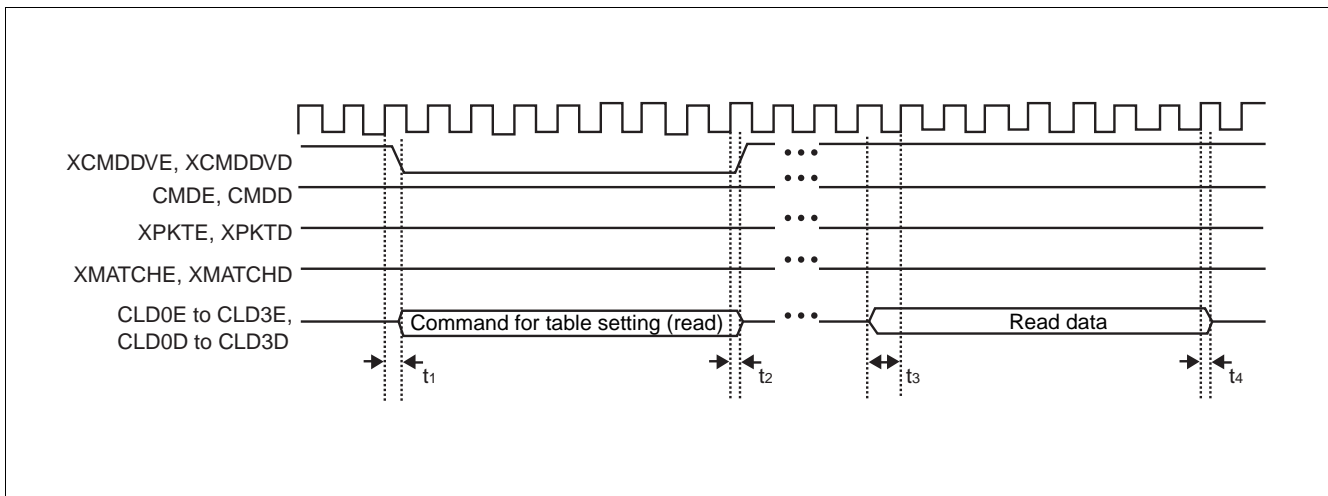 XCMDDVE, XCMDDVD
CMDE, CMDD
XPKTE, XPKTD
XMATCHE, XMATCHD
CLD0E to CLD3E,
CLD0D to CLD3D
Command for table setting (read)
Read data
t1
t2
t3
t4